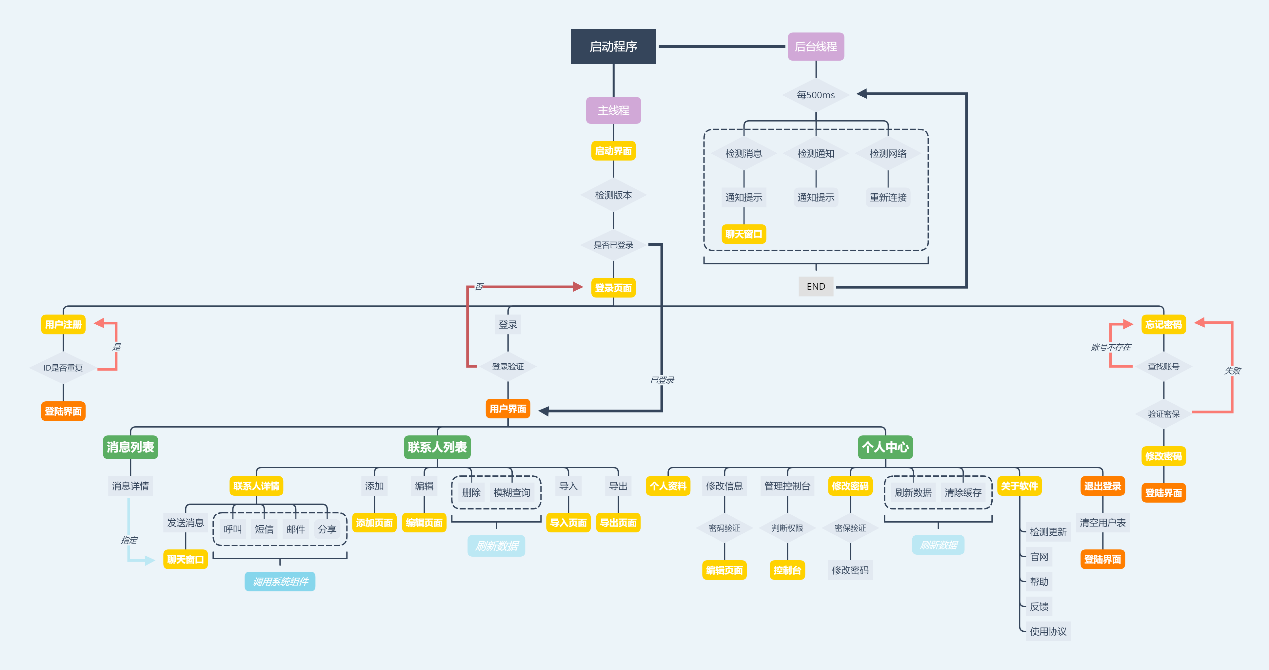 启动程序
后台线程
每500ms
主线程
启动界面
检测消息
检测通知
检测网络
检测版本
通知提示
通知提示
重新连接
聊天窗口
是否已登录
END
否
登录页面
用户注册
登录
忘记密码
是
账号不存在
ID是否重复
登录验证
查找账号
失败
已登录
登陆界面
用户界面
验证密保
消息列表
联系人列表
个人中心
修改密码
消息详情
联系人详情
添加
编辑
删除
模糊查询
导入
导出
个人资料
修改信息
管理控制台
修改密码
刷新数据
清除缓存
关于软件
退出登录
登陆界面
发送消息
呼叫
短信
邮件
分享
添加页面
编辑页面
导入页面
导出页面
密码验证
判断权限
密保验证
清空用户表
检测更新
指定
刷新数据
刷新数据
聊天窗口
官网
登陆界面
调用系统组件
编辑页面
控制台
修改密码
帮助
反馈
使用协议